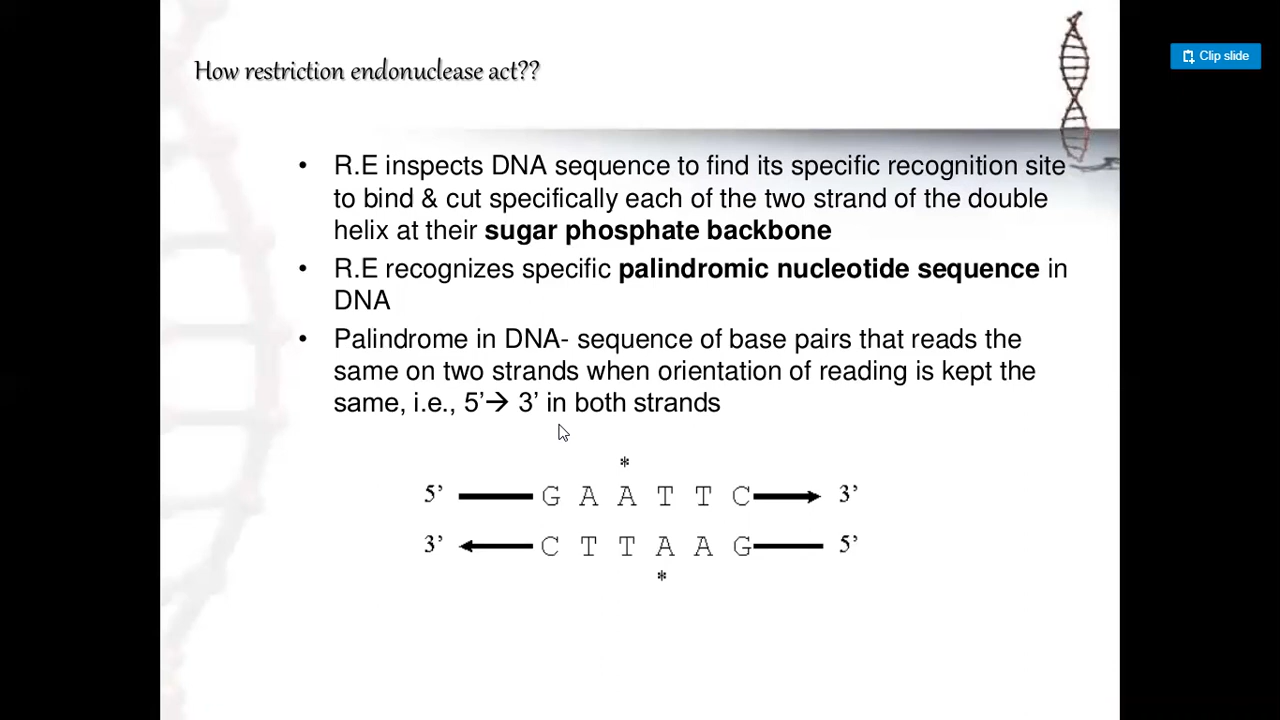 How restriction endonuclease act??
Clip slide
• R.E inspects DNA sequence to find its specific recognition site
to bind & cut specifically each of the two strand of the double
helix at their sugar phosphate backbone
• R.E recognizes specific palindromic nucleotide sequence in
DNA
• Palindrome in DNA- sequence of base pairs that reads the
same on two strands when orientation of reading is kept the
same, i.e., 5’→ 3’ in both strands
*
5’ G A A T T C 3’
3’ C T T A A G 5’
*